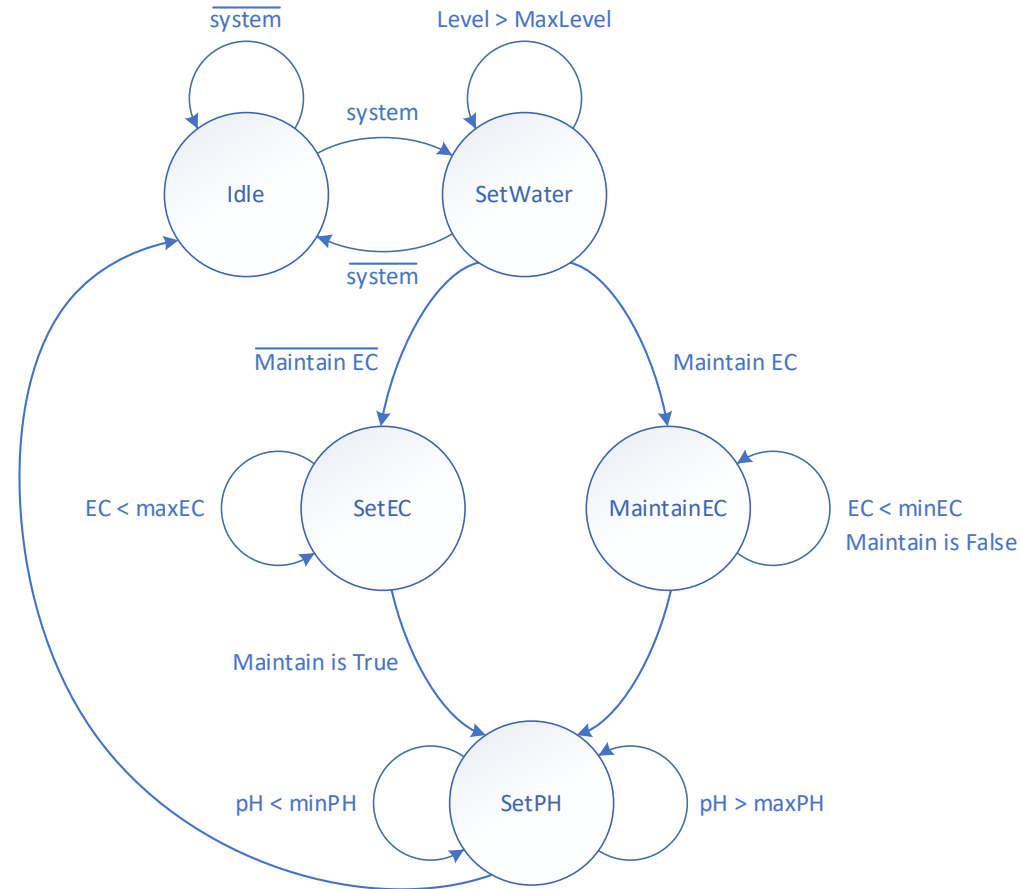 system
Level > MaxLevel
system
Idle
SetWater
system
Maintain EC
Maintain EC
EC < maxEC
SetEC
MaintainEC
EC < minEC
Maintain is False
Maintain is True
pH < minPH
SetPH
pH > maxPH